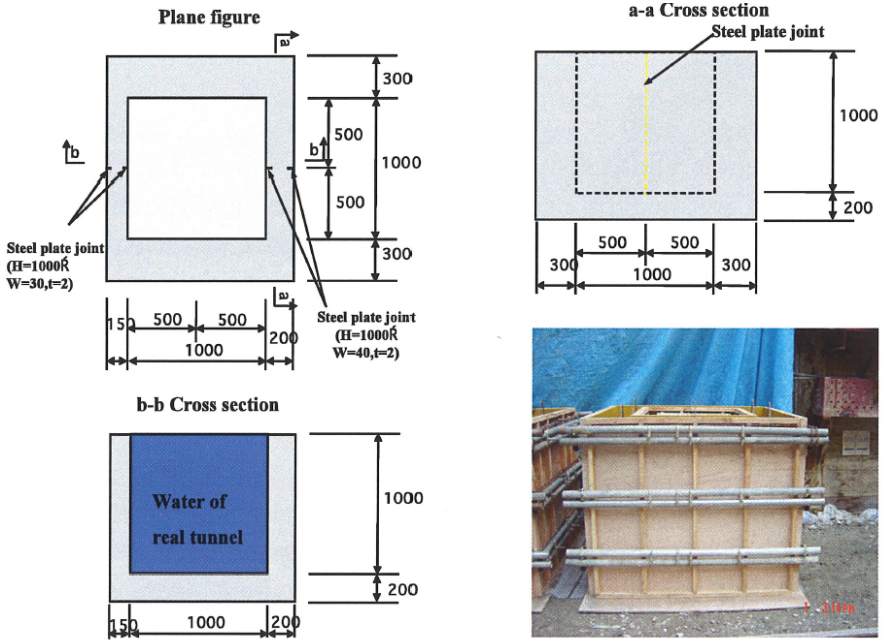 Plane figure
a
300
500
1000
b
b
500
300
Steel plate joint
(H=1000Ŕ
W=30,t=2)
a
Steel plate joint
(H=1000Ŕ
W=40,t=2)
150
500
500
200
1000
a-a Cross section
Steel plate joint
1000
200
500
500
300
1000
300
b-b Cross section
Water of
real tunnel
1000
200
150
1000
200